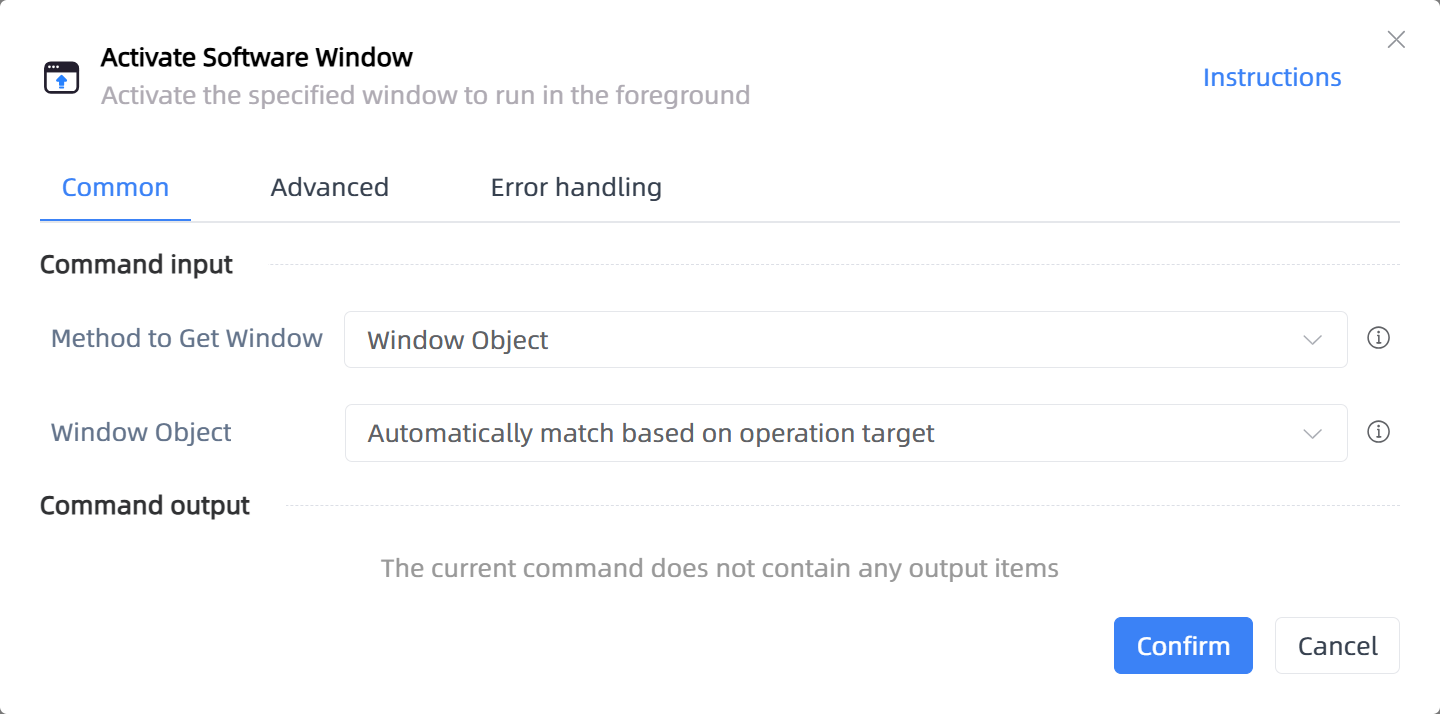 Activate Software Window
Activate the specified window to run in the foreground
Instructions
Common
Advanced
Error handling
Command input
Method to Get Window
Window Object
Window Object
Automatically match based on operation target
Command output
The current command does not contain any output items
Confirm
Cancel